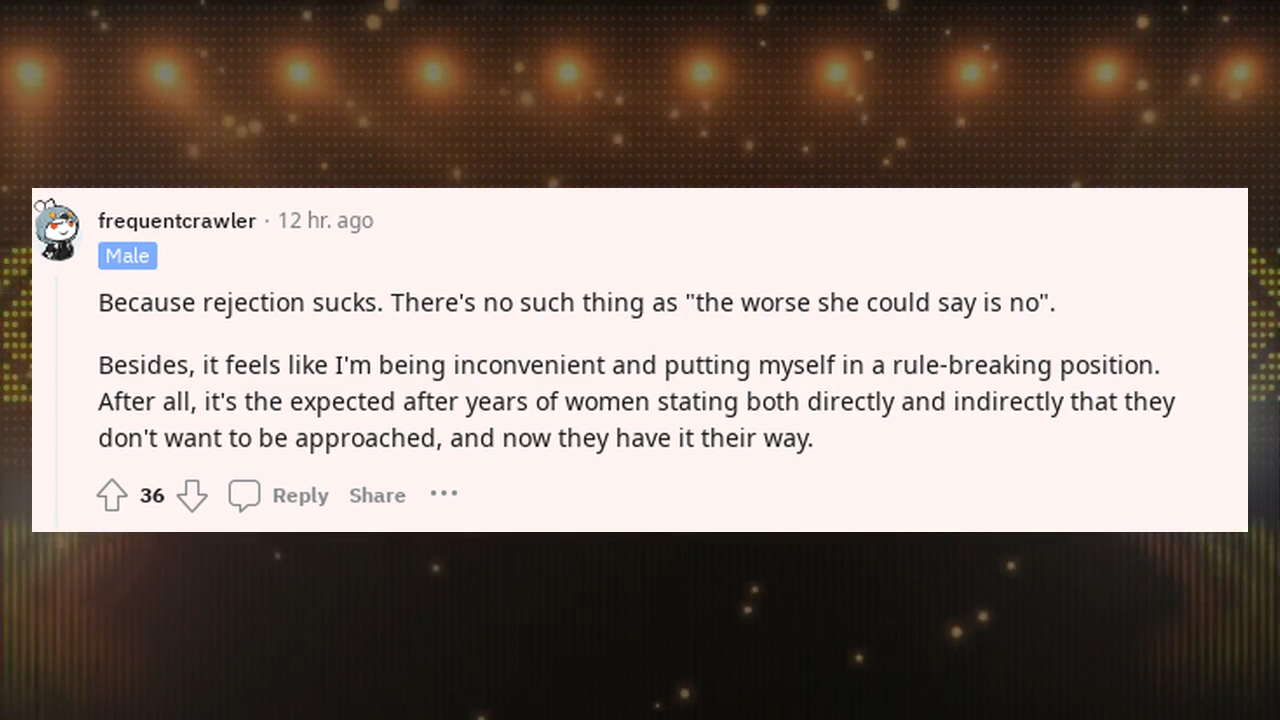 frequentcrawler · 12 hr. ago
Male
Because rejection sucks. There's no such thing as "the worse she could say is no".
Besides, it feels like I'm being inconvenient and putting myself in a rule-breaking position.
After all, it's the expected after years of women stating both directly and indirectly that they
don't want to be approached, and now they have it their way.
36 Reply Share ···